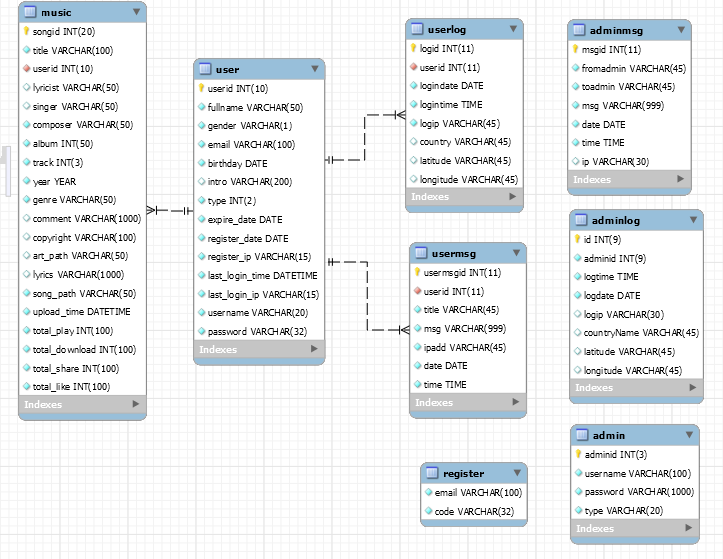 music
songid INT(20)
title VARCHAR(100)
userid INT(10)
lyricist VARCHAR(50)
singer VARCHAR(50)
composer VARCHAR(50)
album INT(50)
track INT(3)
year YEAR
genre VARCHAR(50)
comment VARCHAR(1000)
copyright VARCHAR(100)
art_path VARCHAR(50)
lyrics VARCHAR(1000)
song_path VARCHAR(50)
upload_time DATETIME
total_play INT(100)
total_download INT(100)
total_share INT(100)
total_like INT(100)
Indexes
user
userid INT(10)
fullname VARCHAR(50)
gender VARCHAR(1)
email VARCHAR(100)
birthday DATE
intro VARCHAR(200)
type INT(2)
expire_date DATE
register_date DATE
register_ip VARCHAR(15)
last_login_time DATETIME
last_login_ip VARCHAR(15)
username VARCHAR(20)
password VARCHAR(32)
Indexes
userlog
logid INT(11)
userid INT(11)
logindate DATE
logintime TIME
logip VARCHAR(45)
country VARCHAR(45)
latitude VARCHAR(45)
longitude VARCHAR(45)
Indexes
usermsg
usermsgid INT(11)
userid INT(11)
title VARCHAR(45)
msg VARCHAR(999)
ipadd VARCHAR(45)
date DATE
time TIME
Indexes
register
email VARCHAR(100)
code VARCHAR(32)
adminmsg
msgid INT(11)
fromadmin VARCHAR(45)
toadmin VARCHAR(45)
msg VARCHAR(999)
date DATE
time TIME
ip VARCHAR(30)
Indexes
adminlog
id INT(9)
adminid INT(9)
logtime TIME
logdate DATE
logip VARCHAR(30)
countryName VARCHAR(45)
latitude VARCHAR(45)
longitude VARCHAR(45)
Indexes
admin
adminid INT(3)
username VARCHAR(100)
password VARCHAR(1000)
type VARCHAR(20)
Indexes